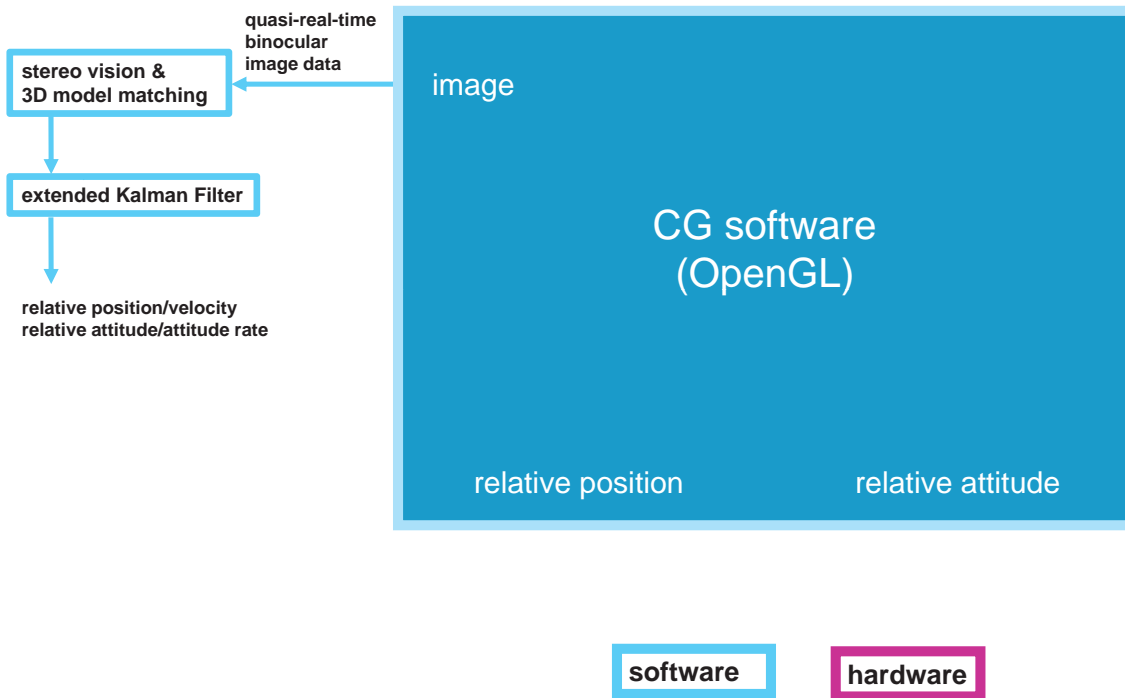 quasi-real-time
binocular
image data
stereo vision &
3D model matching
image
extended Kalman Filter
CG software
(OpenGL)
relative position/velocity
relative attitude/attitude rate
relative position
relative attitude
software
hardware